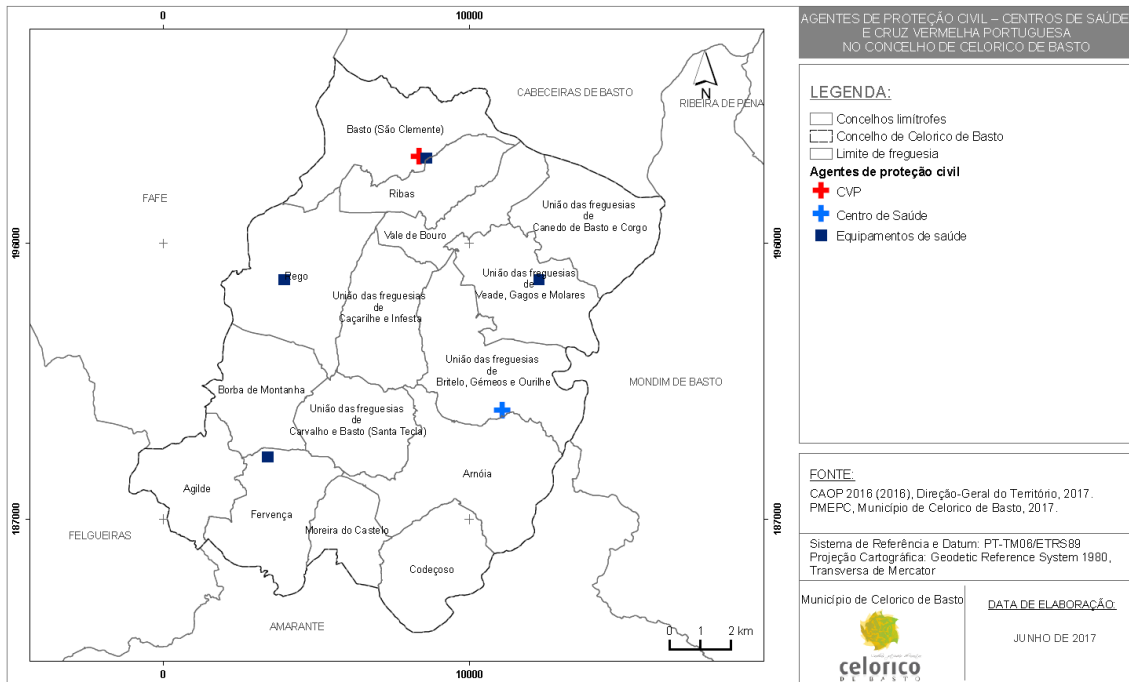 AGENTES DE PROTEÇÃO CIVIL – CENTROS DE SAÚDE
E CRUZ VERMELHA PORTUGUESA
NO CONCELHO DE CELORICO DE BASTO
0
10000
196000
187000
196000
187000
0
10000
N
CABECEIRAS DE BASTO
RIBEIRA DE PENA
FAFE
MONDIM DE BASTO
FELGUEIRAS
AMARANTE
Basto (São Clemente)
Ribas
União das freguesias
de
Canedo de Basto e Corgo
Vale de Bouro
Rego
União das freguesias
de
Veade, Gagos e Molares
União das freguesias
de
Caçarilhe e Infesta
União das freguesias
de
Britelo, Gémeos e Ourilhe
Borba de Montanha
União das freguesias
de
Carvalho e Basto (Santa Tecla)
Arnóia
Agilde
Fervença
Moreira do Castelo
Codeçoso
0 1 2 km
LEGENDA:
Concelhos limítrofes
Concelho de Celorico de Basto
Limite de freguesia
Agentes de proteção civil
CVP
Centro de Saúde
Equipamentos de saúde
FONTE:
CAOP 2016 (2016), Direção-Geral do Território, 2017.
PMEPC, Município de Celorico de Basto, 2017.
Sistema de Referência e Datum: PT-TM06/ETRS89
Projeção Cartográfica: Geodetic Reference System 1980,
Transversa de Mercator
Município de Celorico de Basto
celorico
DE BASTO
DATA DE ELABORAÇÃO:
JUNHO DE 2017